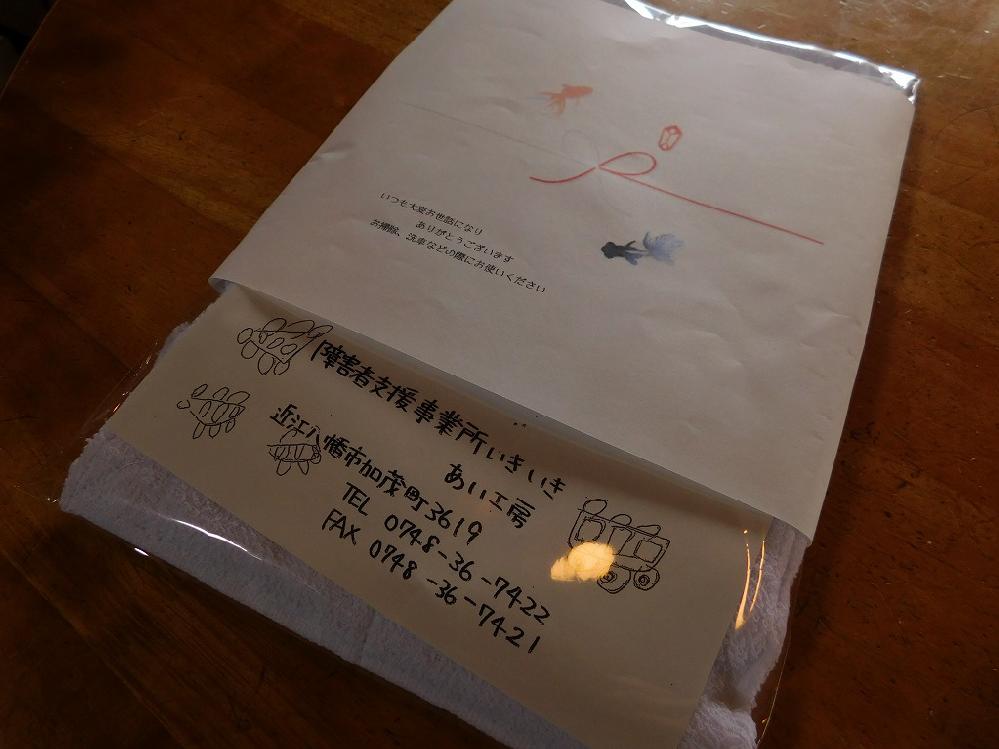 いつも大変お世話になり
ありがとうございます
お掃除、洗車などの際にお使いください
障害者支援事業所いきいき
あい工房
近江八幡市加茂町3619
TEL 0748-36-7422
FAX 0748-36-7421